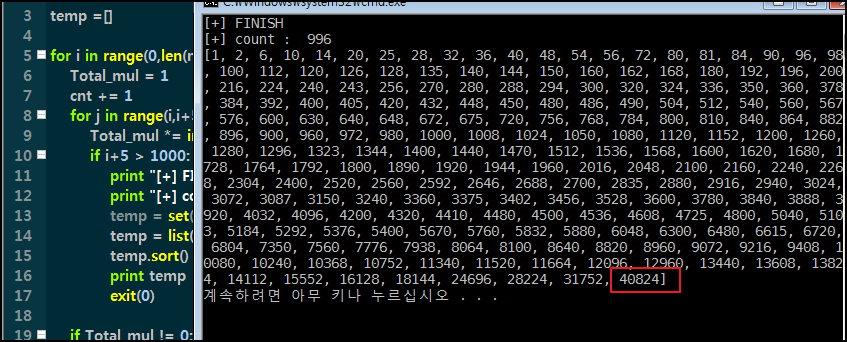 C:\Windows\system32\cmd.exe
3 temp =[]
5 for i in range(0,len(
6 Total_mul = 1
7 cnt += 1
8 for j in range(i,i+5
9 Total_mul *= in
10 if i+5 > 1000:
11 print "[+] FI
12 print "[+] co
13 temp = set(
14 temp = list(
15 temp.sort()
16 print temp
17 exit(0)
19 if Total_mul != 0:
[+] FINISH
[+] count :  996
[1, 2, 6, 10, 14, 20, 25, 28, 32, 36, 40, 48, 54, 56, 72, 80, 81, 84, 90, 96, 98
, 100, 112, 120, 126, 128, 135, 140, 144, 150, 160, 162, 168, 180, 192, 196, 200
, 216, 224, 240, 243, 256, 270, 280, 288, 294, 300, 320, 324, 336, 350, 360, 378
, 384, 392, 400, 405, 420, 432, 448, 450, 480, 486, 490, 504, 512, 540, 560, 567
, 576, 600, 630, 640, 648, 672, 675, 720, 756, 768, 784, 800, 810, 840, 864, 882
, 896, 900, 960, 972, 980, 1000, 1008, 1024, 1050, 1080, 1120, 1152, 1200, 1260,
 1280, 1296, 1323, 1344, 1400, 1440, 1470, 1512, 1536, 1568, 1600, 1620, 1680, 1
728, 1764, 1792, 1800, 1890, 1920, 1944, 1960, 2016, 2048, 2100, 2160, 2240, 226
8, 2304, 2400, 2520, 2560, 2592, 2646, 2688, 2700, 2835, 2880, 2916, 2940, 3024,
 3072, 3087, 3150, 3240, 3360, 3375, 3402, 3456, 3528, 3600, 3780, 3840, 3888, 3
920, 4032, 4096, 4200, 4320, 4410, 4480, 4500, 4536, 4608, 4725, 4800, 5040, 510
3, 5184, 5292, 5376, 5400, 5670, 5760, 5832, 5880, 6048, 6300, 6480, 6615, 6720,
 6804, 7350, 7560, 7776, 7938, 8064, 8100, 8640, 8820, 8960, 9072, 9216, 9408, 1
0080, 10240, 10368, 10752, 11340, 11520, 11664, 12096, 12960, 13440, 13608, 1382
4, 14112, 15552, 16128, 18144, 24696, 28224, 31752, 40824]
계속하려면 아무 키나 누르십시오 . . .